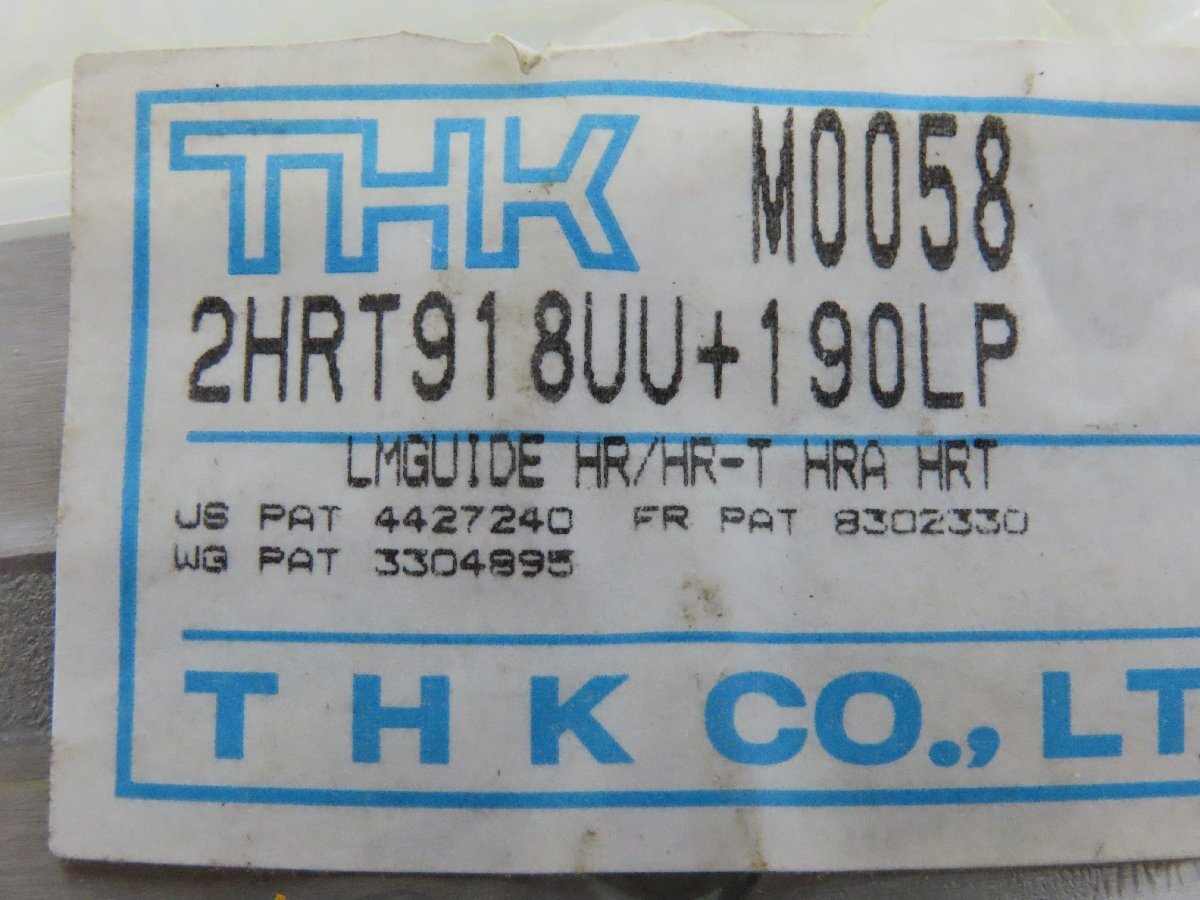 THK M0058
2HRT918UU+190LP
LMGUIDE HR/HR-T HRA HRT
US PAT 4427240 FR PAT 8302330
WG PAT 3304895
THK CO., LT